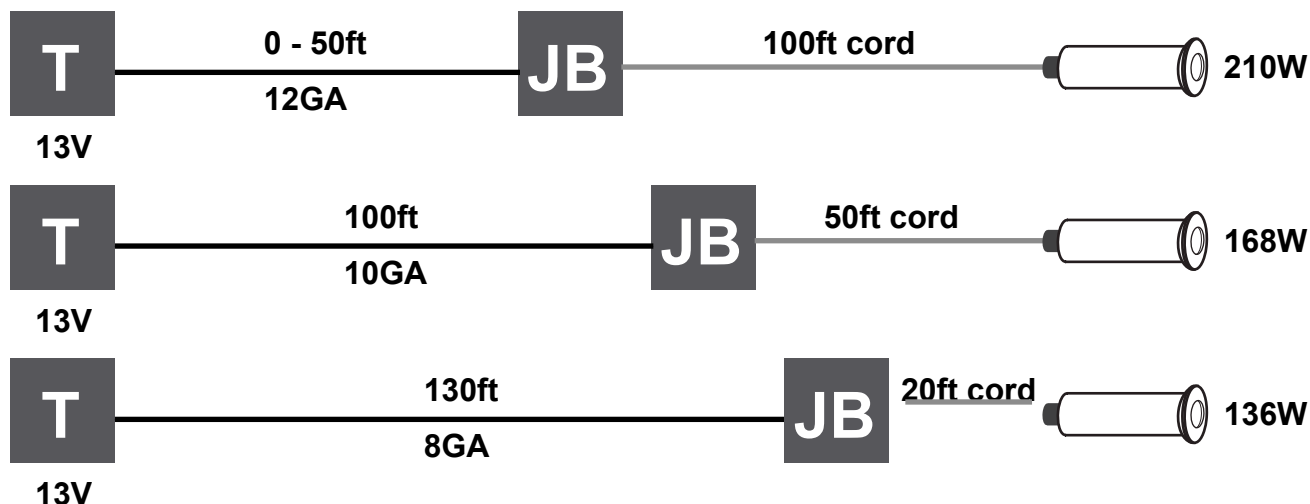 T 0 - 50ft JB 100ft cord 210W
12GA
13V
T 100ft JB 50ft cord 168W
10GA
13V
T 130ft JB 20ft cord 136W
8GA
13V